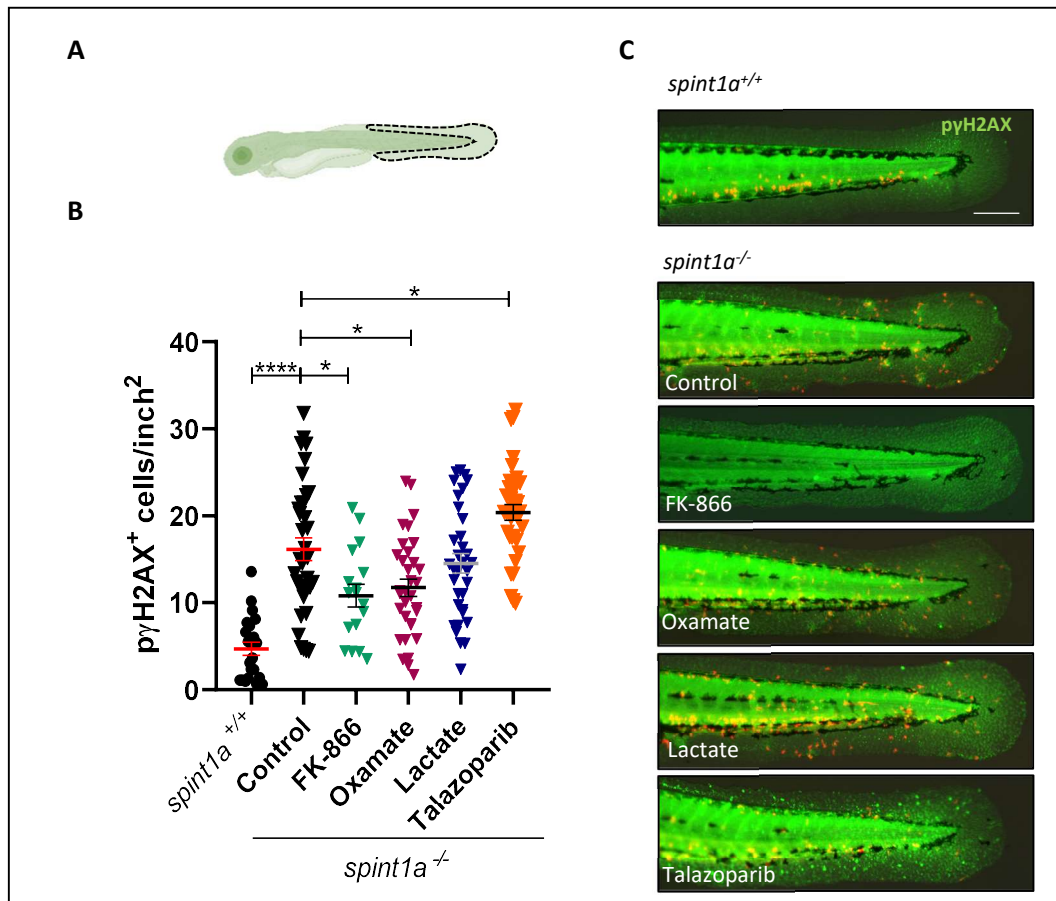 A
B
pγH2AX⁺ cells/inch²
40
30
20
10
0
****
*
*
*
spint1a ⁺/⁺
Control
FK-866
Oxamate
Lactate
Talazoparib
spint1a ⁻/⁻
C
spint1a⁺/⁺
pγH2AX
spint1a⁻/⁻
Control
FK-866
Oxamate
Lactate
Talazoparib